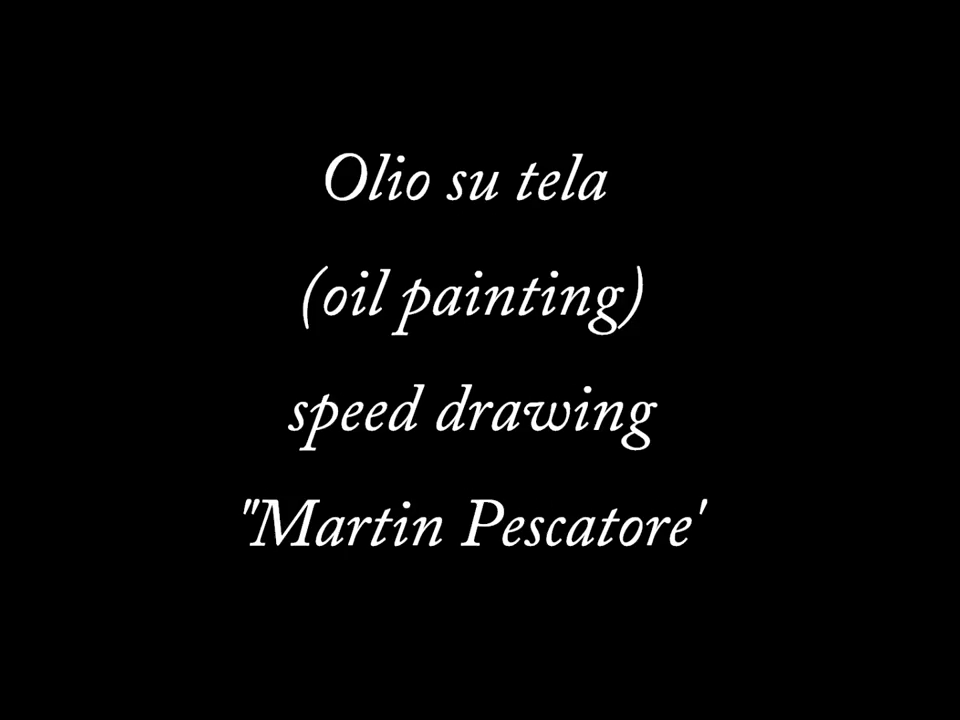 Olio su tela
(oil painting)
speed drawing
"Martin Pescatore'